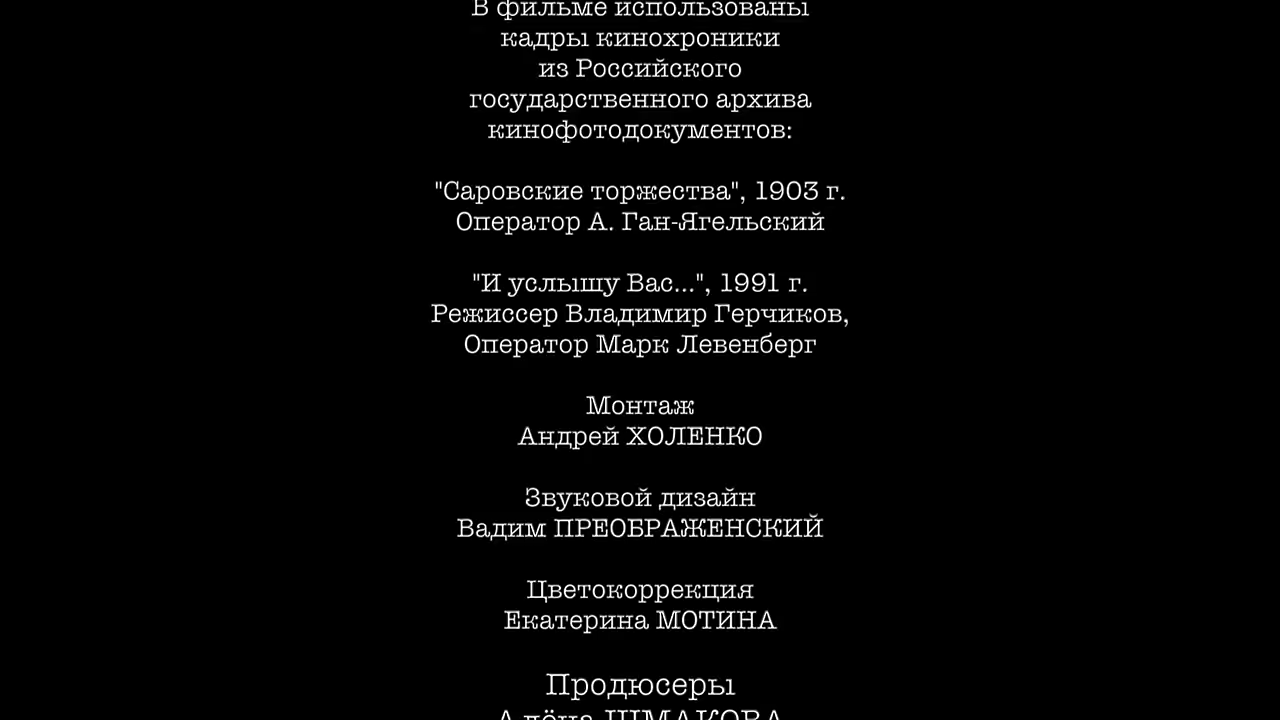 В фильме использованы
кадры кинохроники
из Российского
государственного архива
кинофотодокументов:
"Саровские торжества", 1903 г.
Оператор А. Ган-Ягельский
"И услышу Вас...", 1991 г.
Режиссер Владимир Герчиков,
Оператор Марк Левенберг
Монтаж
Андрей ХОЛЕНКО
Звуковой дизайн
Вадим ПРЕОБРАЖЕНСКИЙ
Цветокоррекция
Екатерина МОТИНА
Продюсеры
Алёна